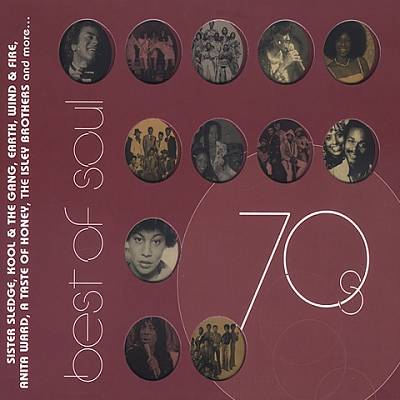 SISTER SLEDGE, KOOL & THE GANG, EARTH, WIND & FIRE,
ANITA WARD, A TASTE OF HONEY, THE ISLEY BROTHERS and more...
best of soul
70s